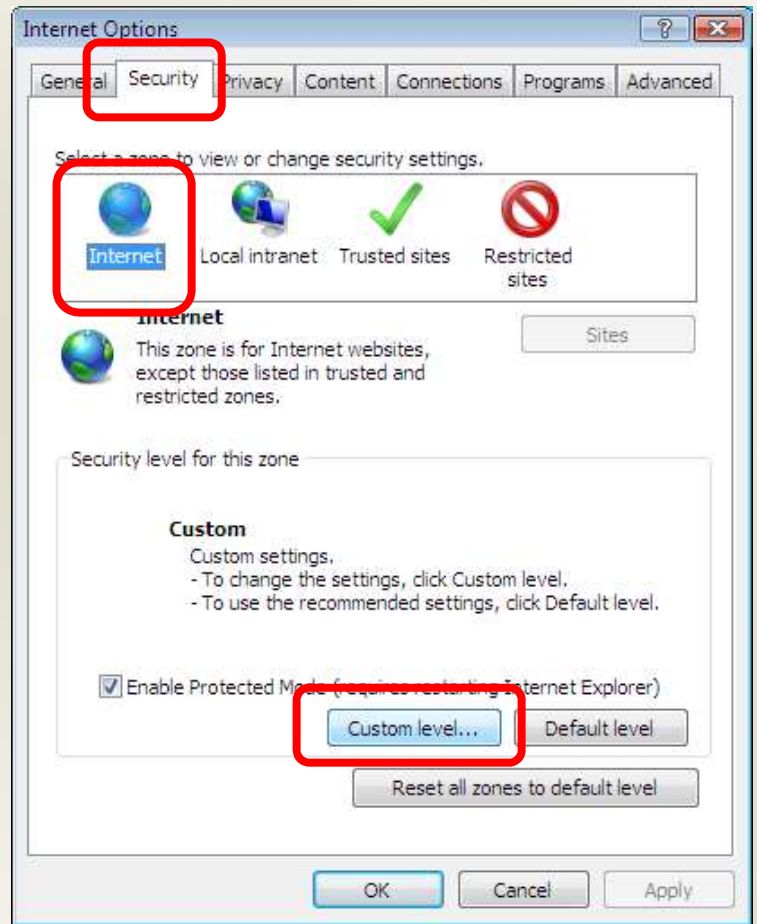 Internet Options
General Security Privacy Content Connections Programs Advanced
Select a zone to view or change security settings.
Internet Local intranet Trusted sites Restricted sites
Internet
Sites
This zone is for Internet websites,
except those listed in trusted and
restricted zones.
Security level for this zone
Custom
Custom settings.
- To change the settings, click Custom level.
- To use the recommended settings, click Default level.
Enable Protected Mode (requires restarting Internet Explorer)
Custom level... Default level
Reset all zones to default level
OK Cancel Apply